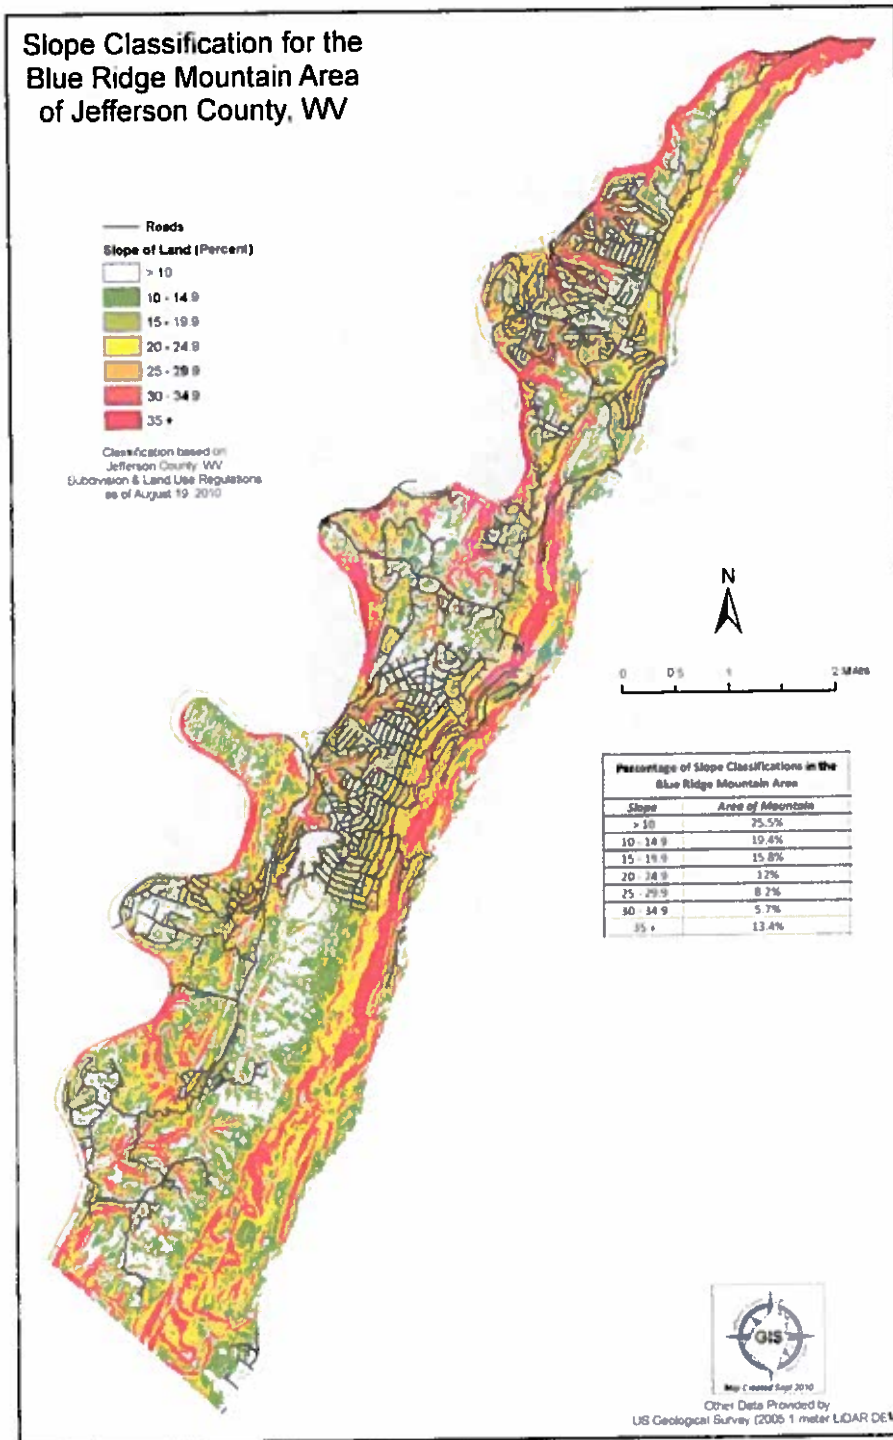 Slope Classification for the
Blue Ridge Mountain Area
of Jefferson County, WV
Roads
Slope of Land (Percent)
> 10
10 - 14.9
15 - 19.9
20 - 24.9
25 - 29.9
30 - 34.9
35 +
Classification based on
Jefferson County, WV
Subdivision & Land Use Regulations
as of August 19, 2010
N
0 0.5 1 2 Miles
Percentage of Slope Classifications in the
Blue Ridge Mountain Area
Slope Area of Mountain
> 10 25.5%
10 - 14.9 19.4%
15 - 19.9 15.8%
20 - 24.9 12%
25 - 29.9 8.2%
30 - 34.9 5.7%
35 + 13.4%
GIS
Map Created Sept 2010
Other Data Provided by
US Geological Survey (2005 1 meter LiDAR DEM